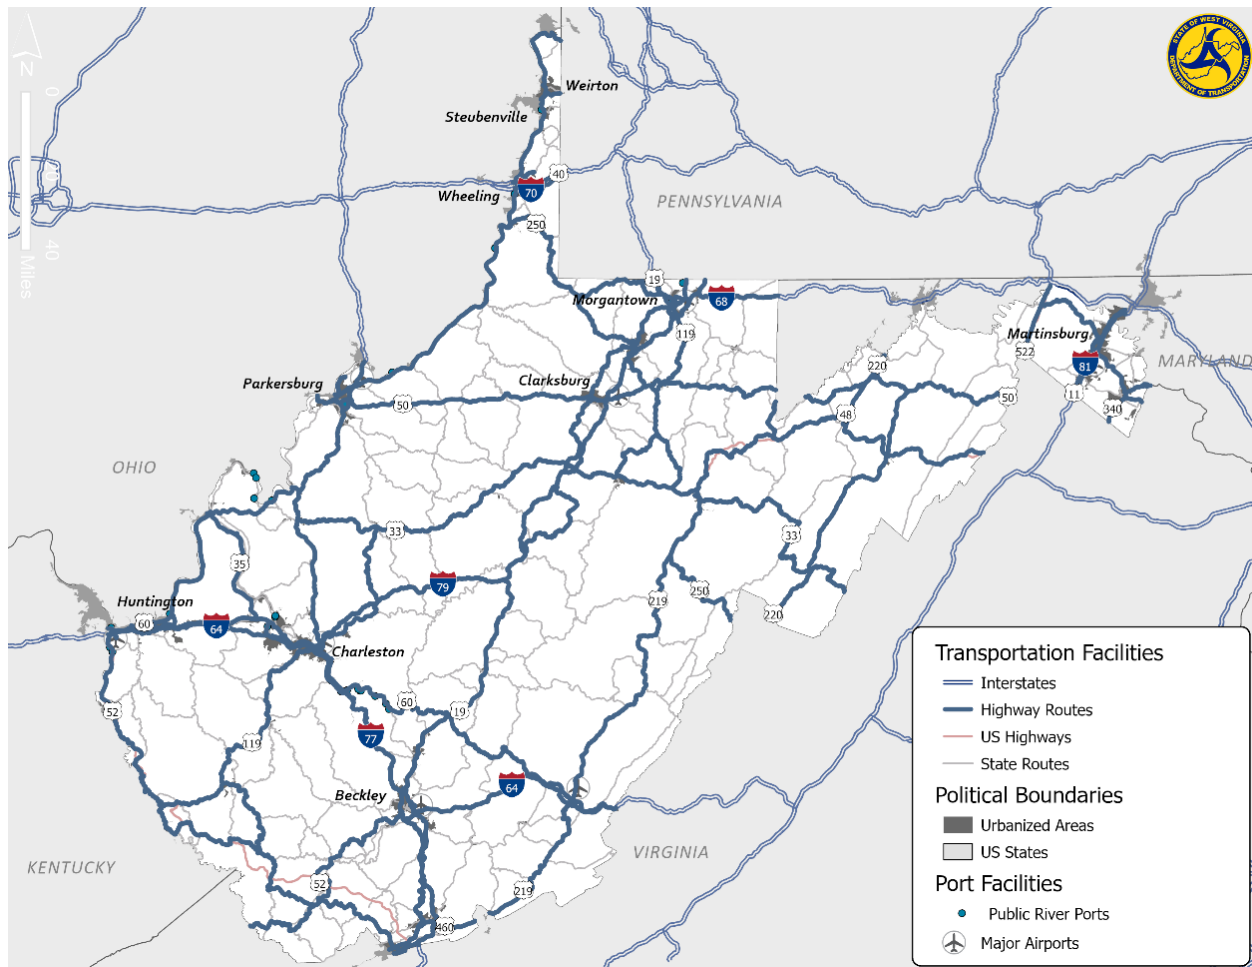 STATE OF WEST VIRGINIA
DEPARTMENT OF TRANSPORTATION
N
0
20
40
Miles
Weirton
Steubenville
40
70
Wheeling
PENNSYLVANIA
250
19
Morgantown
68
119
Martinsburg
522
MARYLAND
220
81
Parkersburg
Clarksburg
50
50
11
48
340
OHIO
33
33
35
79
250
219
Huntington
220
60
64
Charleston
60
52
19
119
77
64
Beckley
VIRGINIA
KENTUCKY
52
219
460
Transportation Facilities
Interstates
Highway Routes
US Highways
State Routes
Political Boundaries
Urbanized Areas
US States
Port Facilities
Public River Ports
Major Airports